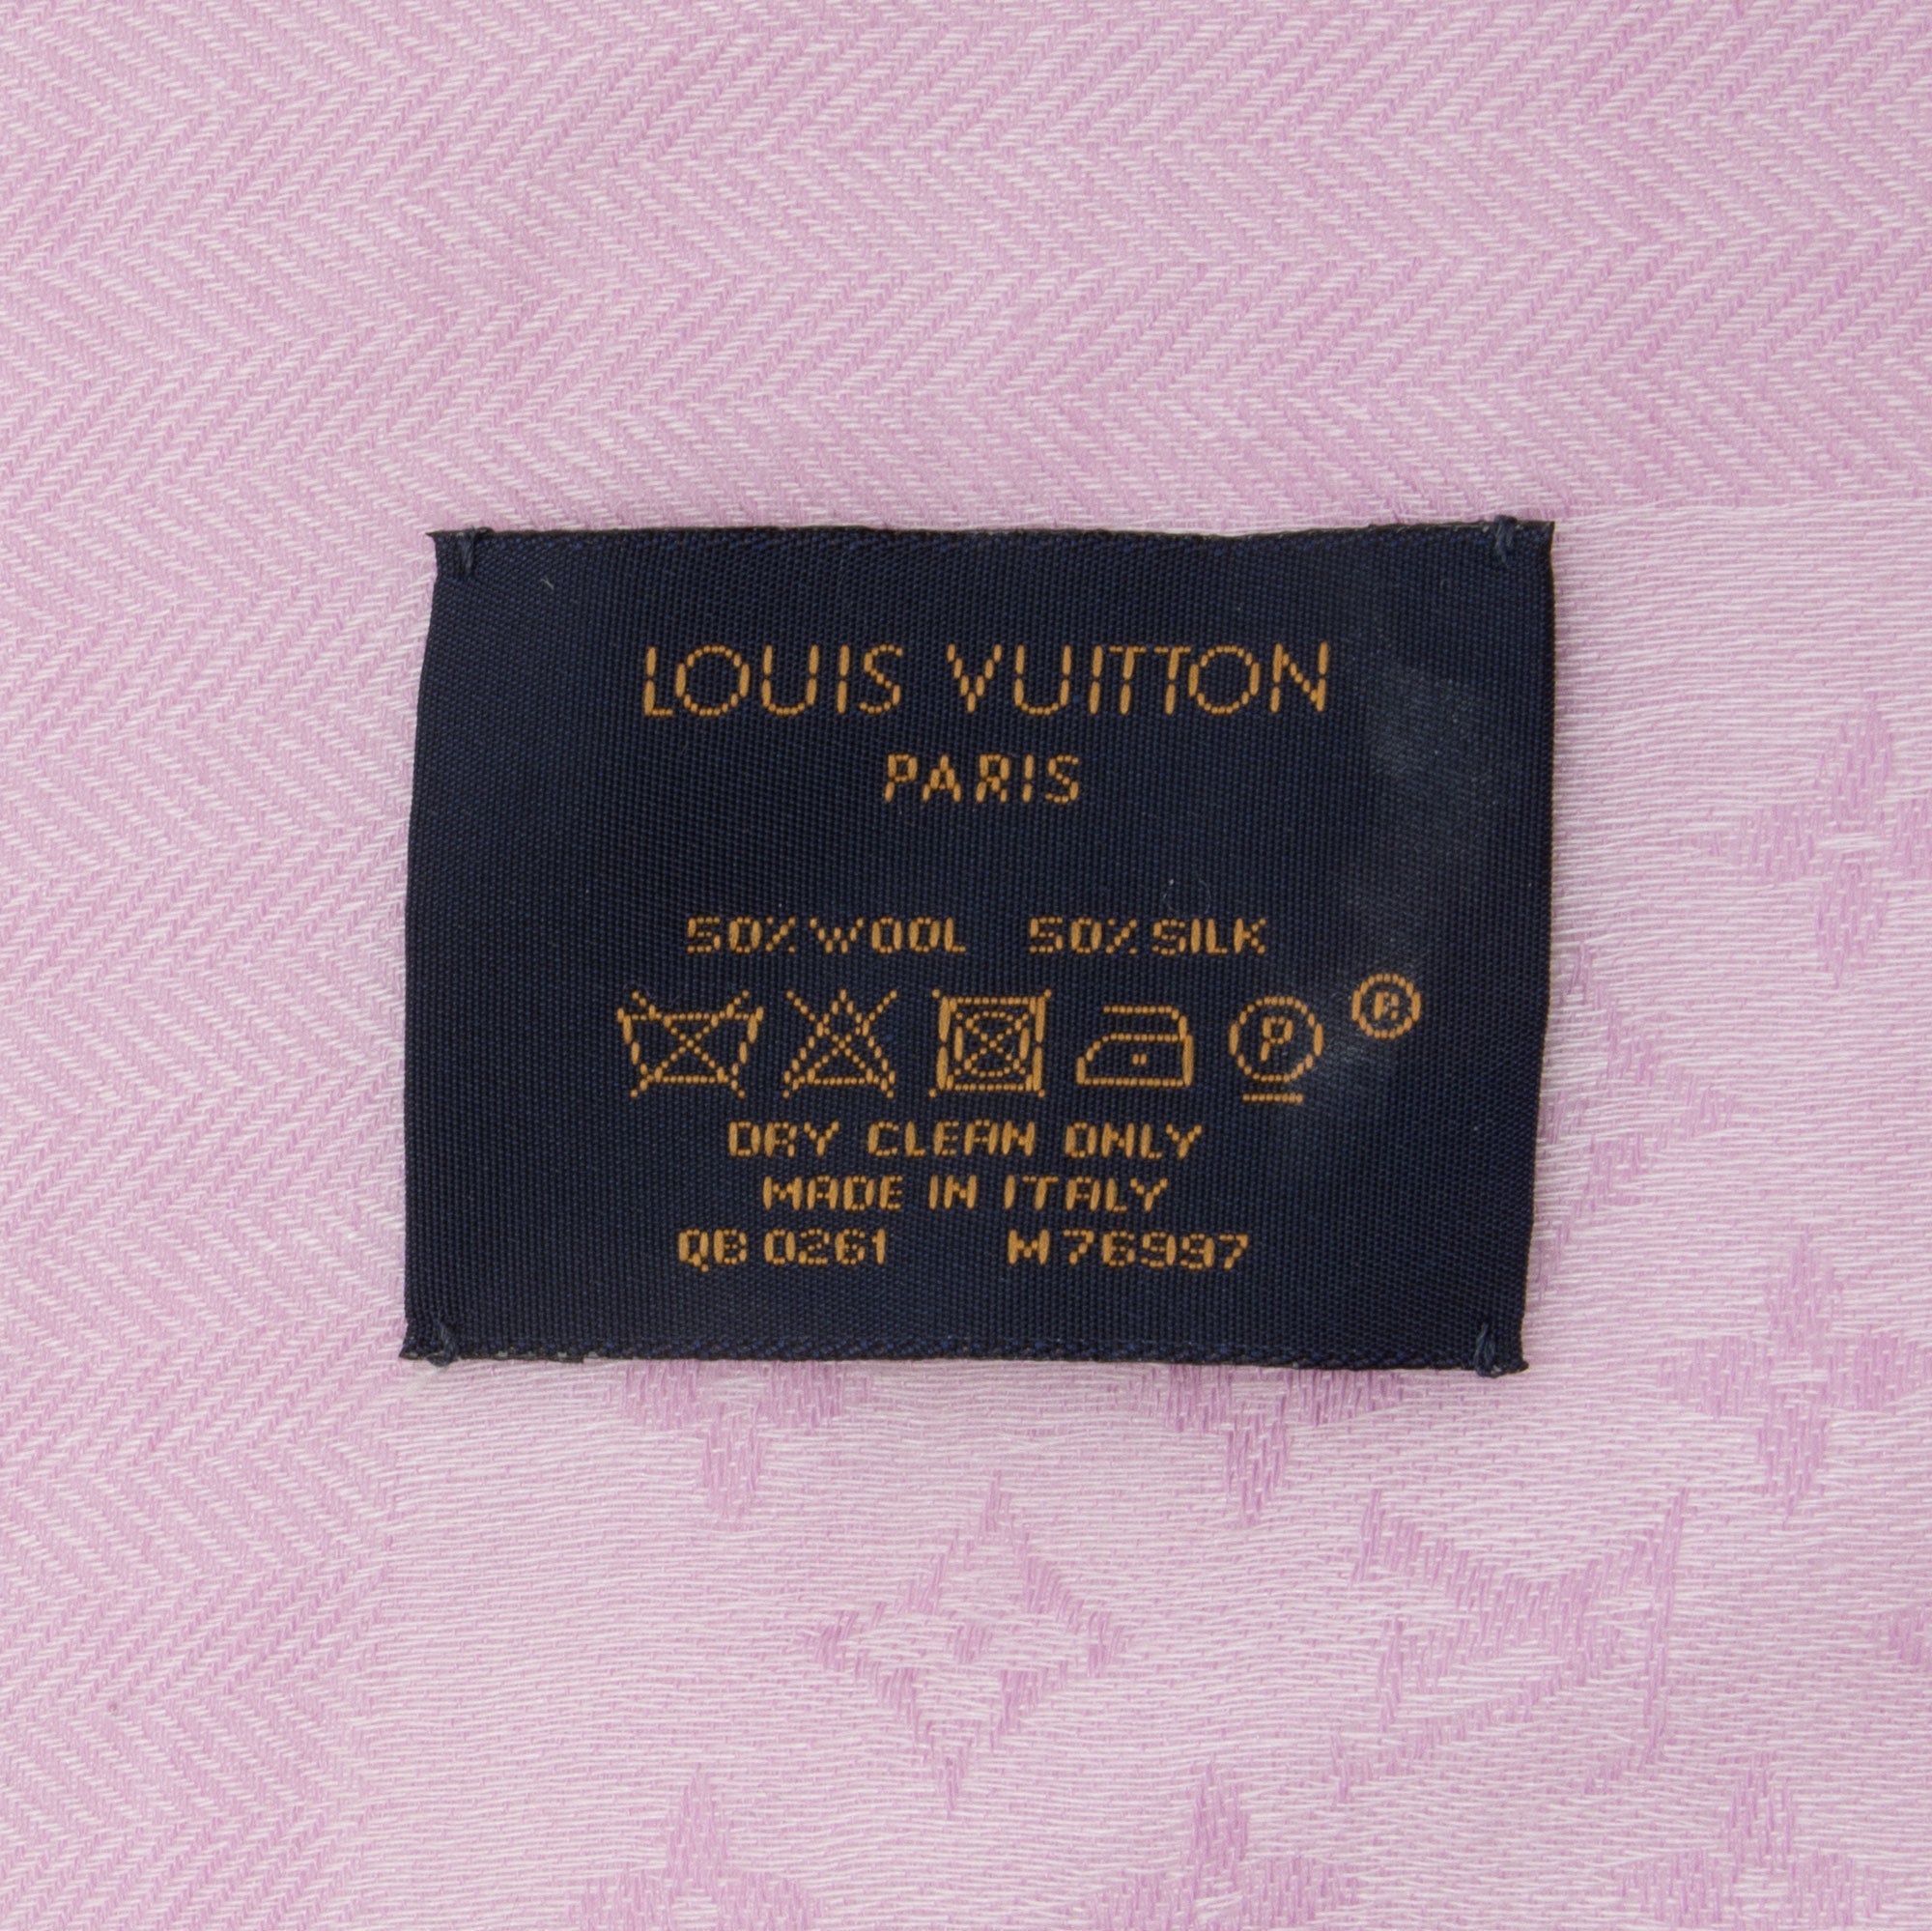 LOUIS VUITTON
PARIS
50% WOOL 50% SILK
P ®
DRY CLEAN ONLY
MADE IN ITALY
QB 0261 M76997